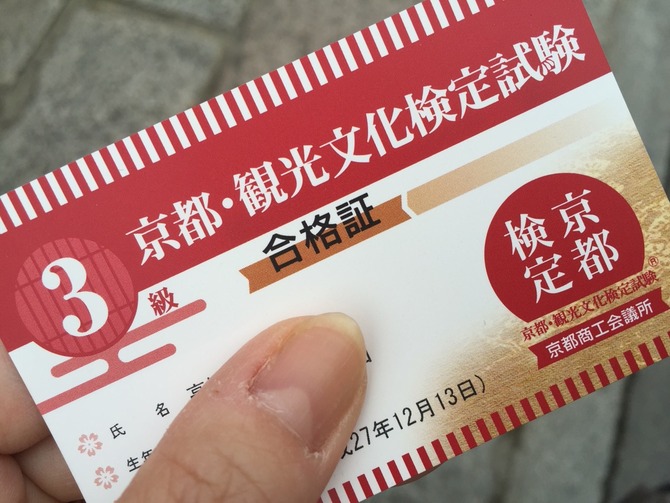 京都・観光文化検定試験
3級
合格証
京都
検定
京都・観光文化検定試験®
京都商工会議所
氏 名
生年
27年12月13日）